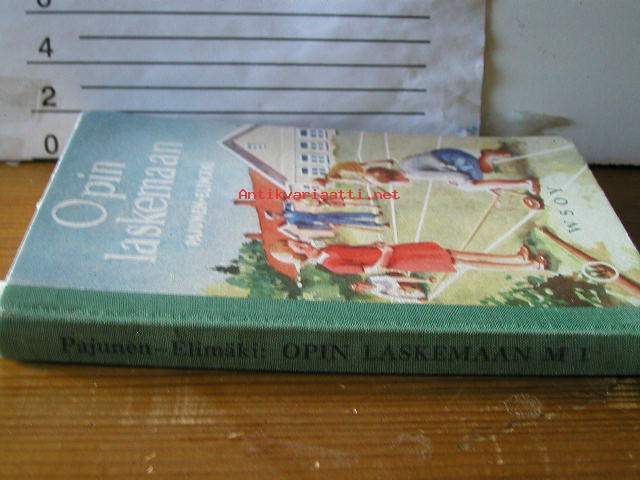 4
2
0
Opin
laskemaan
PAJUNEN-ELIMÄKI
Antikvariaatti.net
WSOY
Pajunen-Elimäki: OPIN LASKEMAAN M I